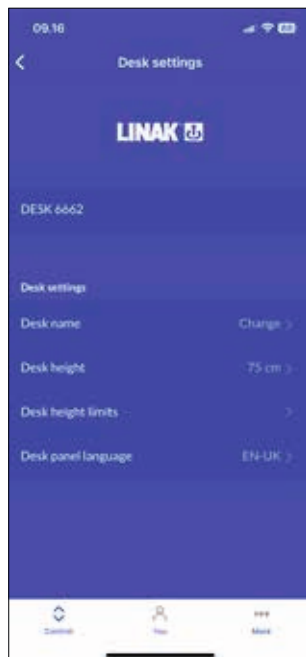 09.16
Desk settings
LINAK
DESK 6662
Desk settings
Desk name Change
Desk height 75 cm
Desk height limits
Desk panel language EN-UK
Control You More